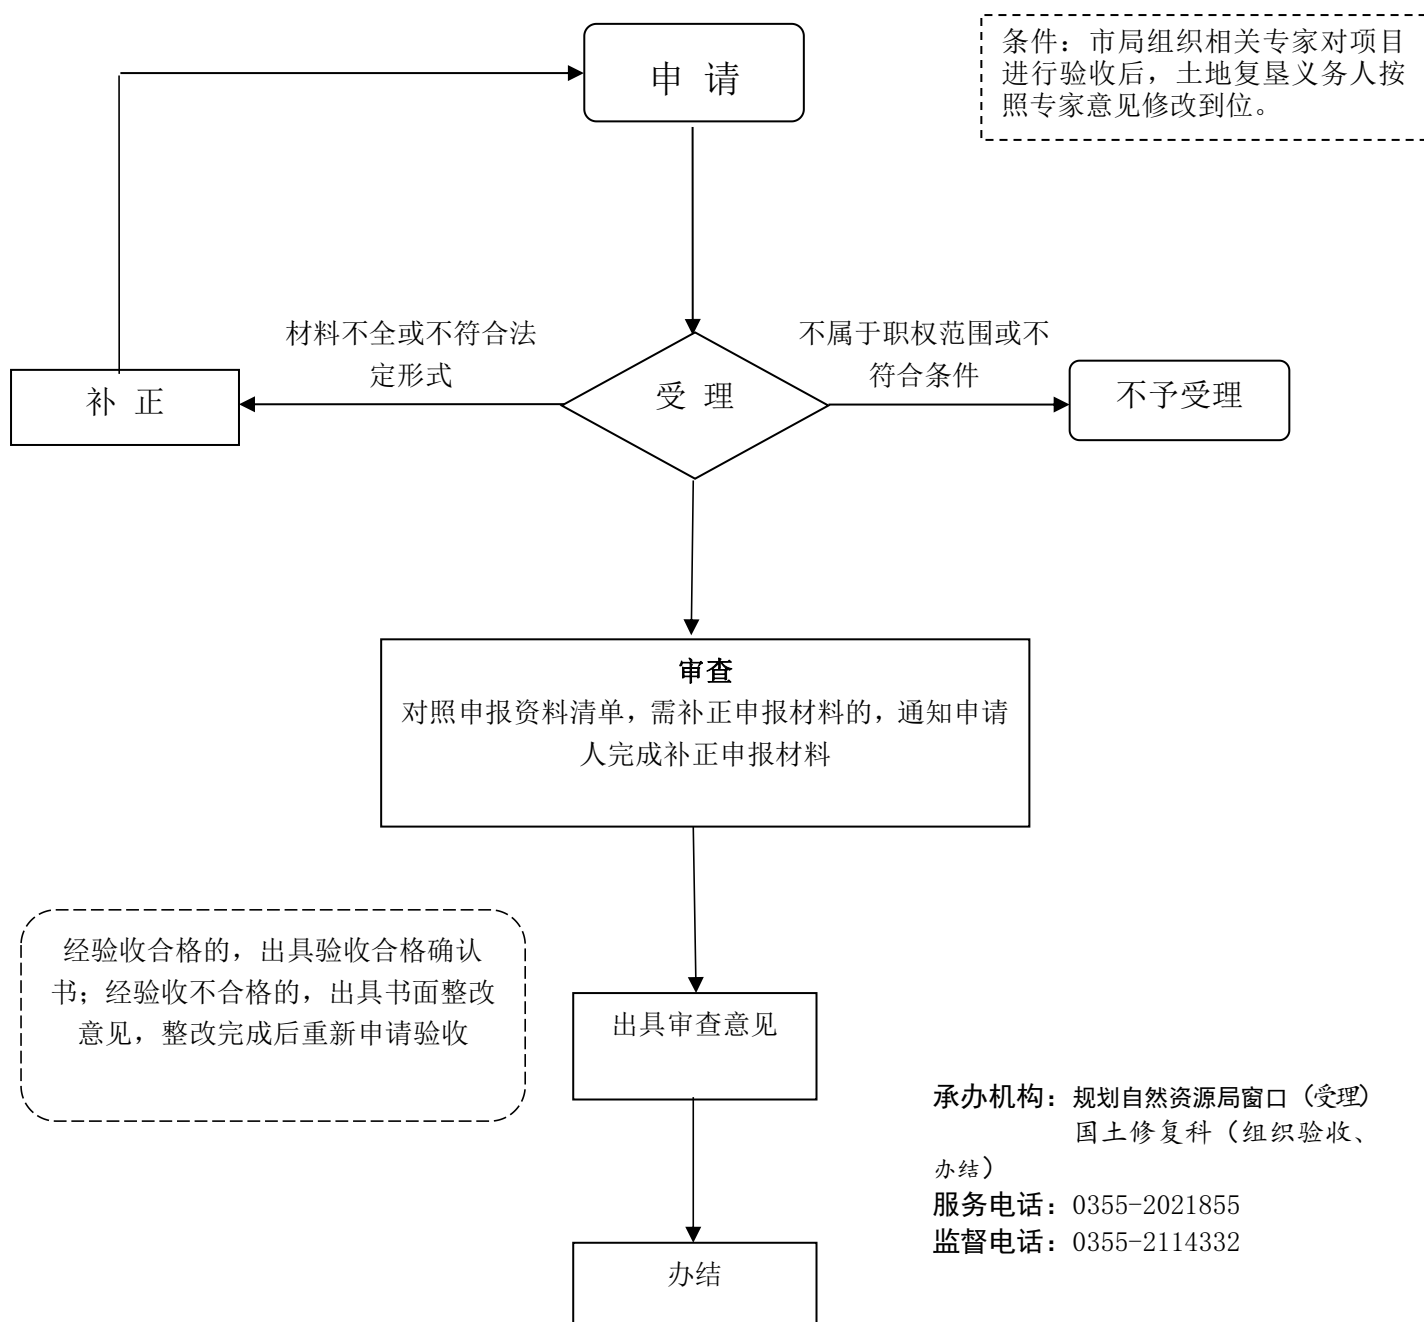 申 请
条件：市局组织相关专家对项目
进行验收后，土地复垦义务人按
照专家意见修改到位。
材料不全或不符合法
定形式
不属于职权范围或不
符合条件
补 正
受 理
不予受理
审查
对照申报资料清单，需补正申报材料的，通知申请
人完成补正申报材料
经验收合格的，出具验收合格确认
书；经验收不合格的，出具书面整改
意见，整改完成后重新申请验收
出具审查意见
承办机构：规划自然资源局窗口（受理）
国土修复科（组织验收、
办结）
服务电话：0355-2021855
监督电话：0355-2114332
办结